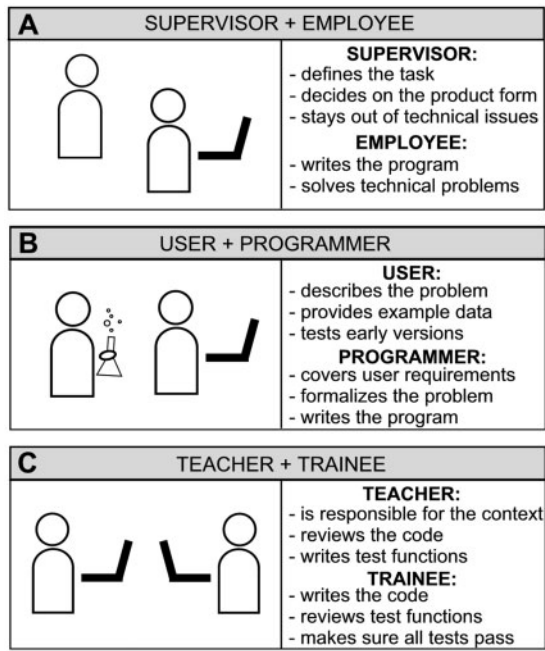 A
SUPERVISOR + EMPLOYEE
SUPERVISOR:
- defines the task
- decides on the product form
- stays out of technical issues
EMPLOYEE:
- writes the program
- solves technical problems
B
USER + PROGRAMMER
USER:
- describes the problem
- provides example data
- tests early versions
PROGRAMMER:
- covers user requirements
- formalizes the problem
- writes the program
C
TEACHER + TRAINEE
TEACHER:
- is responsible for the context
- reviews the code
- writes test functions
TRAINEE:
- writes the code
- reviews test functions
- makes sure all tests pass